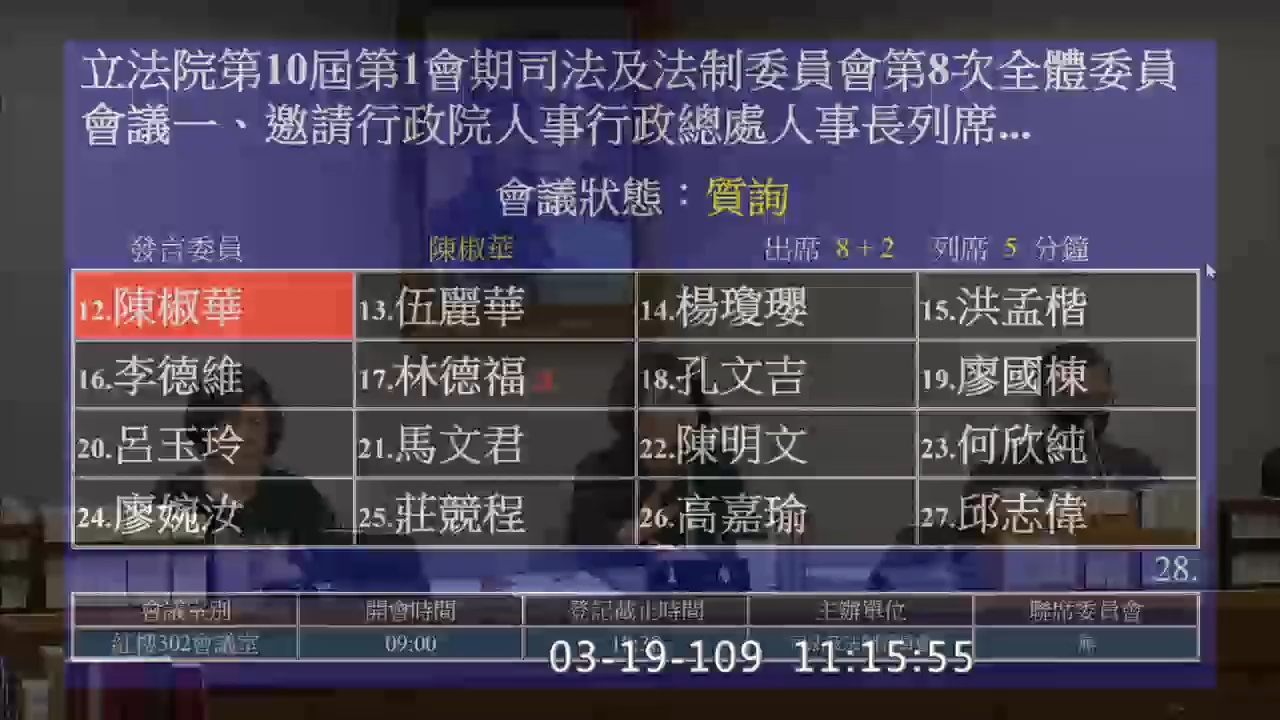 立法院第10屆第1會期司法及法制委員會第8次全體委員
會議一、邀請行政院人事行政總處人事長列席...
會議狀態：質詢
發言委員 陳椒華 出席 8+2 列席 5 分鐘
12.陳椒華 13.伍麗華 14.楊瓊瓔 15.洪孟楷
16.李德維 17.林德福 18.孔文吉 19.廖國棟
20.呂玉玲 21.馬文君 22.陳明文 23.何欣純
24.廖婉汝 25.莊競程 26.高嘉瑜 27.邱志偉
28.
會議室別 開會時間 登記截止時間 主辦單位 聯席委員會
紅樓302會議室 09:00
03-19-109 11:15:55